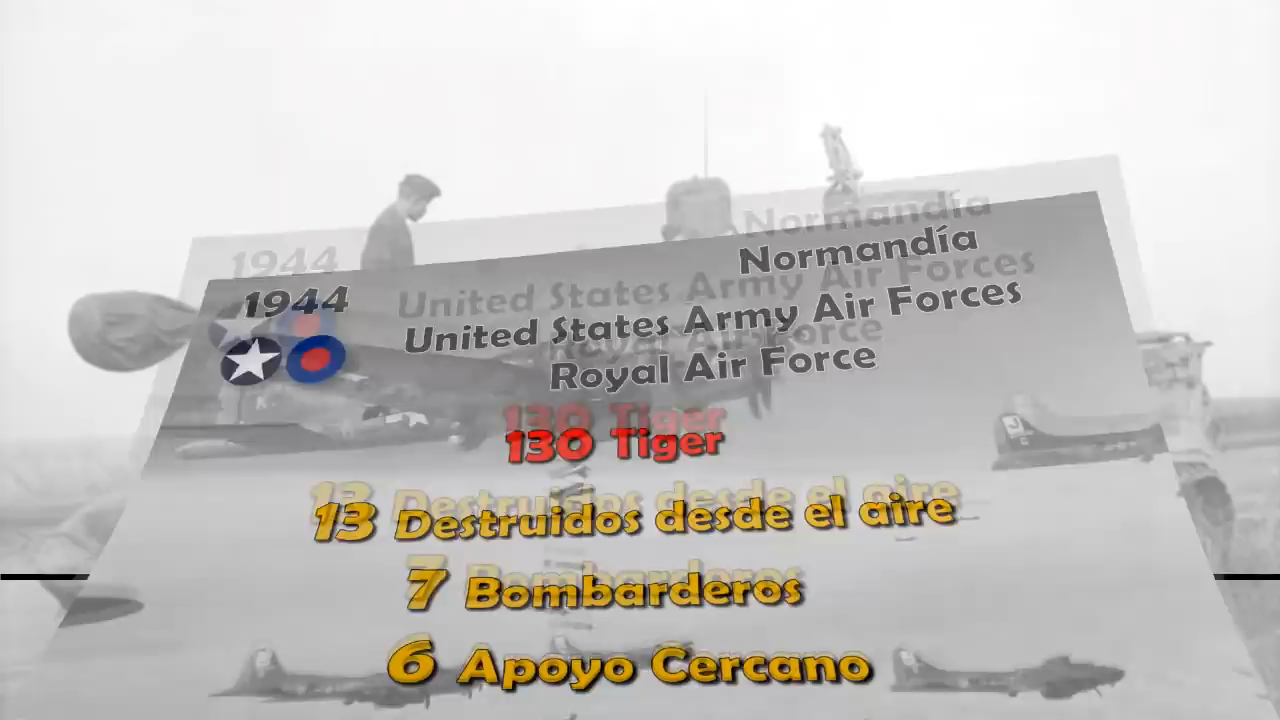 Normandía
1944
United States Army Air Forces
Royal Air Force
130 Tiger
13 Destruidos desde el aire
7 Bombarderos
6 Apoyo Cercano